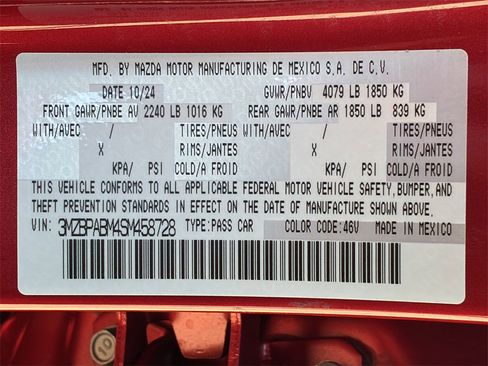 MFD. BY MAZDA MOTOR MANUFACTURING DE MEXICO S.A. DE C.V.
DATE 10/24 GVWR/PNBV 4079 LB 1850 KG
FRONT GAWR/PNBE AV 2240 LB 1016 KG REAR GAWR/PNBE AR 1850 LB 839 KG
WITH/AVEC / TIRES/PNEUS WITH/AVEC / TIRES/PNEUS
X RIMS/JANTES X RIMS/JANTES
KPA/ PSI COLD/A FROID KPA/ PSI COLD/A FROID
THIS VEHICLE CONFORMS TO ALL APPLICABLE FEDERAL MOTOR VEHICLE SAFETY, BUMPER, AND
THEFT PREVENTION STANDARDS IN EFFECT ON THE DATE OF MANUFACTURE SHOWN ABOVE.
VIN: 3MZBPABM4SM458728 TYPE:PASS CAR COLOR CODE:46V MADE IN MEXICO
10